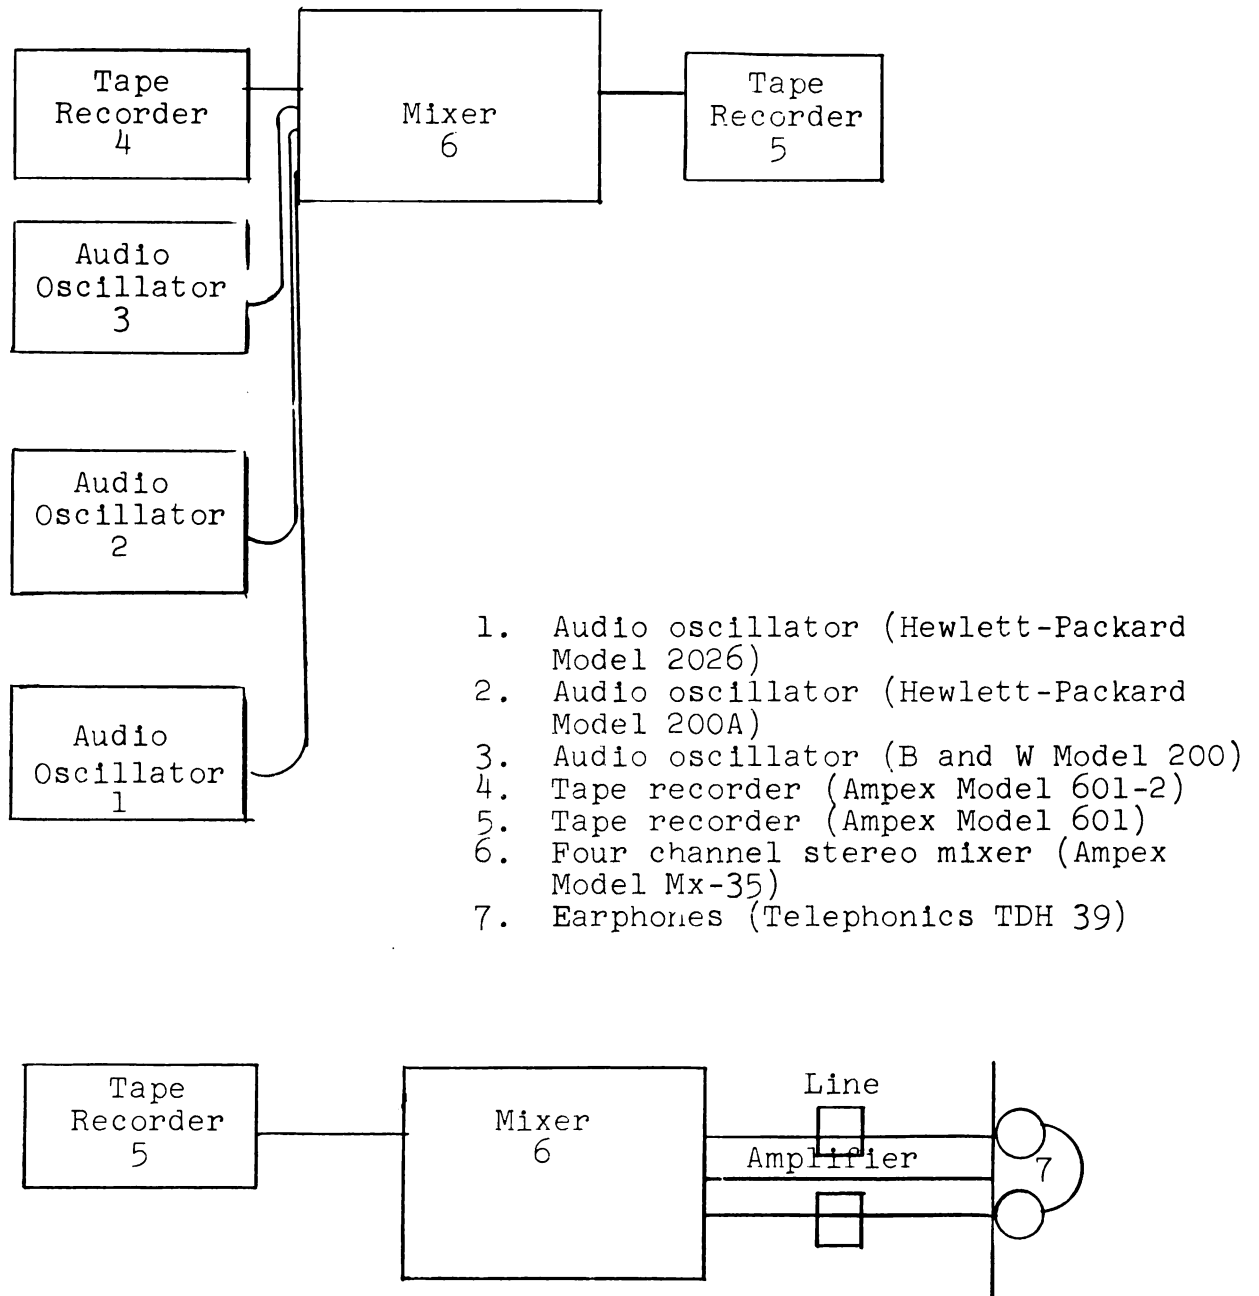 Tape
Recorder
4
Mixer
6
Tape
Recorder
5
Audio
Oscillator
3
Audio
Oscillator
2
Audio
Oscillator
1
1. Audio oscillator (Hewlett-Packard
Model 2026)
2. Audio oscillator (Hewlett-Packard
Model 200A)
3. Audio oscillator (B and W Model 200)
4. Tape recorder (Ampex Model 601-2)
5. Tape recorder (Ampex Model 601)
6. Four channel stereo mixer (Ampex
Model Mx-35)
7. Earphones (Telephonics TDH 39)
Tape
Recorder
5
Mixer
6
Line
Amplifier
7